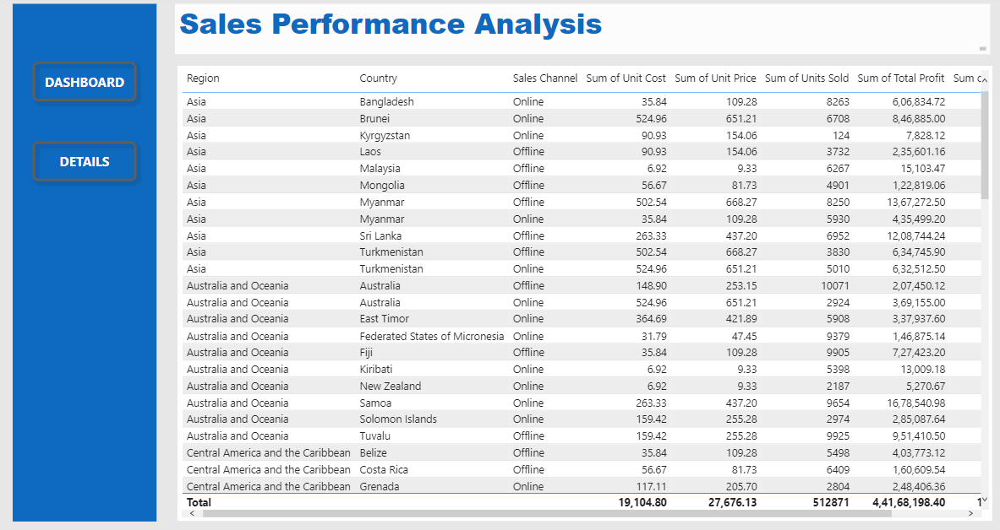 Sales Performance Analysis
DASHBOARD
DETAILS
Region Country Sales Channel Sum of Unit Cost Sum of Unit Price Sum of Units Sold Sum of Total Profit Sum
Asia Bangladesh Online 35.84 109.28 8263 6,06,834.72
Asia Brunei Online 524.96 651.21 6708 8,46,885.00
Asia Kyrgyzstan Online 90.93 154.06 124 7,828.12
Asia Laos Offline 90.93 154.06 3732 2,35,601.16
Asia Malaysia Offline 6.92 9.33 6267 15,103.47
Asia Mongolia Offline 56.67 81.73 4901 1,22,819.06
Asia Myanmar Offline 502.54 668.27 8250 13,67,272.50
Asia Myanmar Online 35.84 109.28 5930 4,35,499.20
Asia Sri Lanka Offline 263.33 437.20 6952 12,08,744.24
Asia Turkmenistan Offline 502.54 668.27 3830 6,34,745.90
Asia Turkmenistan Online 524.96 651.21 5010 6,32,512.50
Australia and Oceania Australia Offline 148.90 253.15 10071 2,07,450.12
Australia and Oceania Australia Online 524.96 651.21 2924 3,69,155.00
Australia and Oceania East Timor Online 364.69 421.89 5908 3,37,937.60
Australia and Oceania Federated States of Micronesia Online 31.79 47.45 9379 1,46,875.14
Australia and Oceania Fiji Offline 35.84 109.28 9905 7,27,423.20
Australia and Oceania Kiribati Online 6.92 9.33 5398 13,009.18
Australia and Oceania New Zealand Online 6.92 9.33 2187 5,270.67
Australia and Oceania Samoa Online 263.33 437.20 9654 16,78,540.98
Australia and Oceania Solomon Islands Online 159.42 255.28 2974 2,85,087.64
Australia and Oceania Tuvalu Offline 159.42 255.28 9925 9,51,410.50
Central America and the Caribbean Belize Offline 35.84 109.28 5498 4,03,773.12
Central America and the Caribbean Costa Rica Offline 56.67 81.73 6409 1,60,609.54
Central America and the Caribbean Grenada Online 117.11 205.70 2804 2,48,406.36
Total 19,104.80 27,676.13 512871 4,41,68,198.40